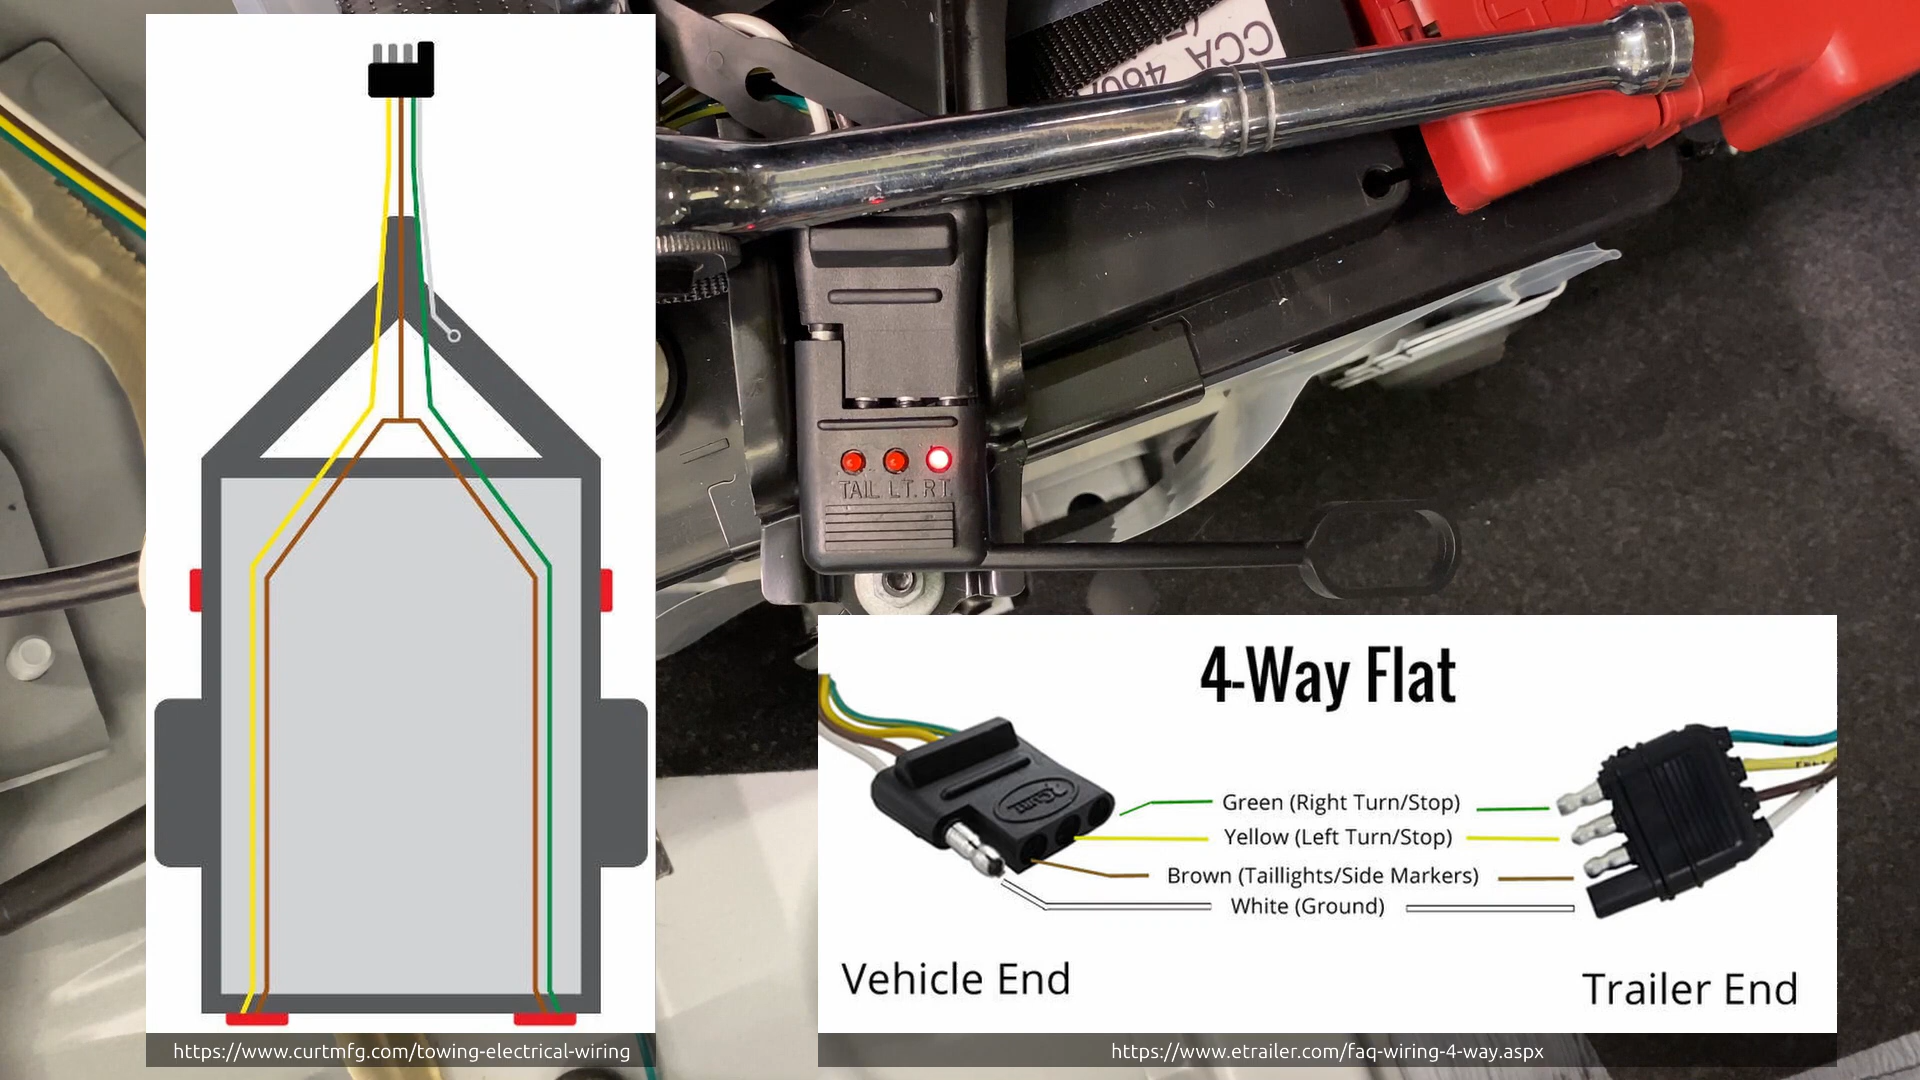 CCA 460A
TAIL LT. RT.
4-Way Flat
CURT
Green (Right Turn/Stop)
Yellow (Left Turn/Stop)
Brown (Taillights/Side Markers)
White (Ground)
Vehicle End
Trailer End
https://www.curtmfg.com/towing-electrical-wiring
https://www.etrailer.com/faq-wiring-4-way.aspx